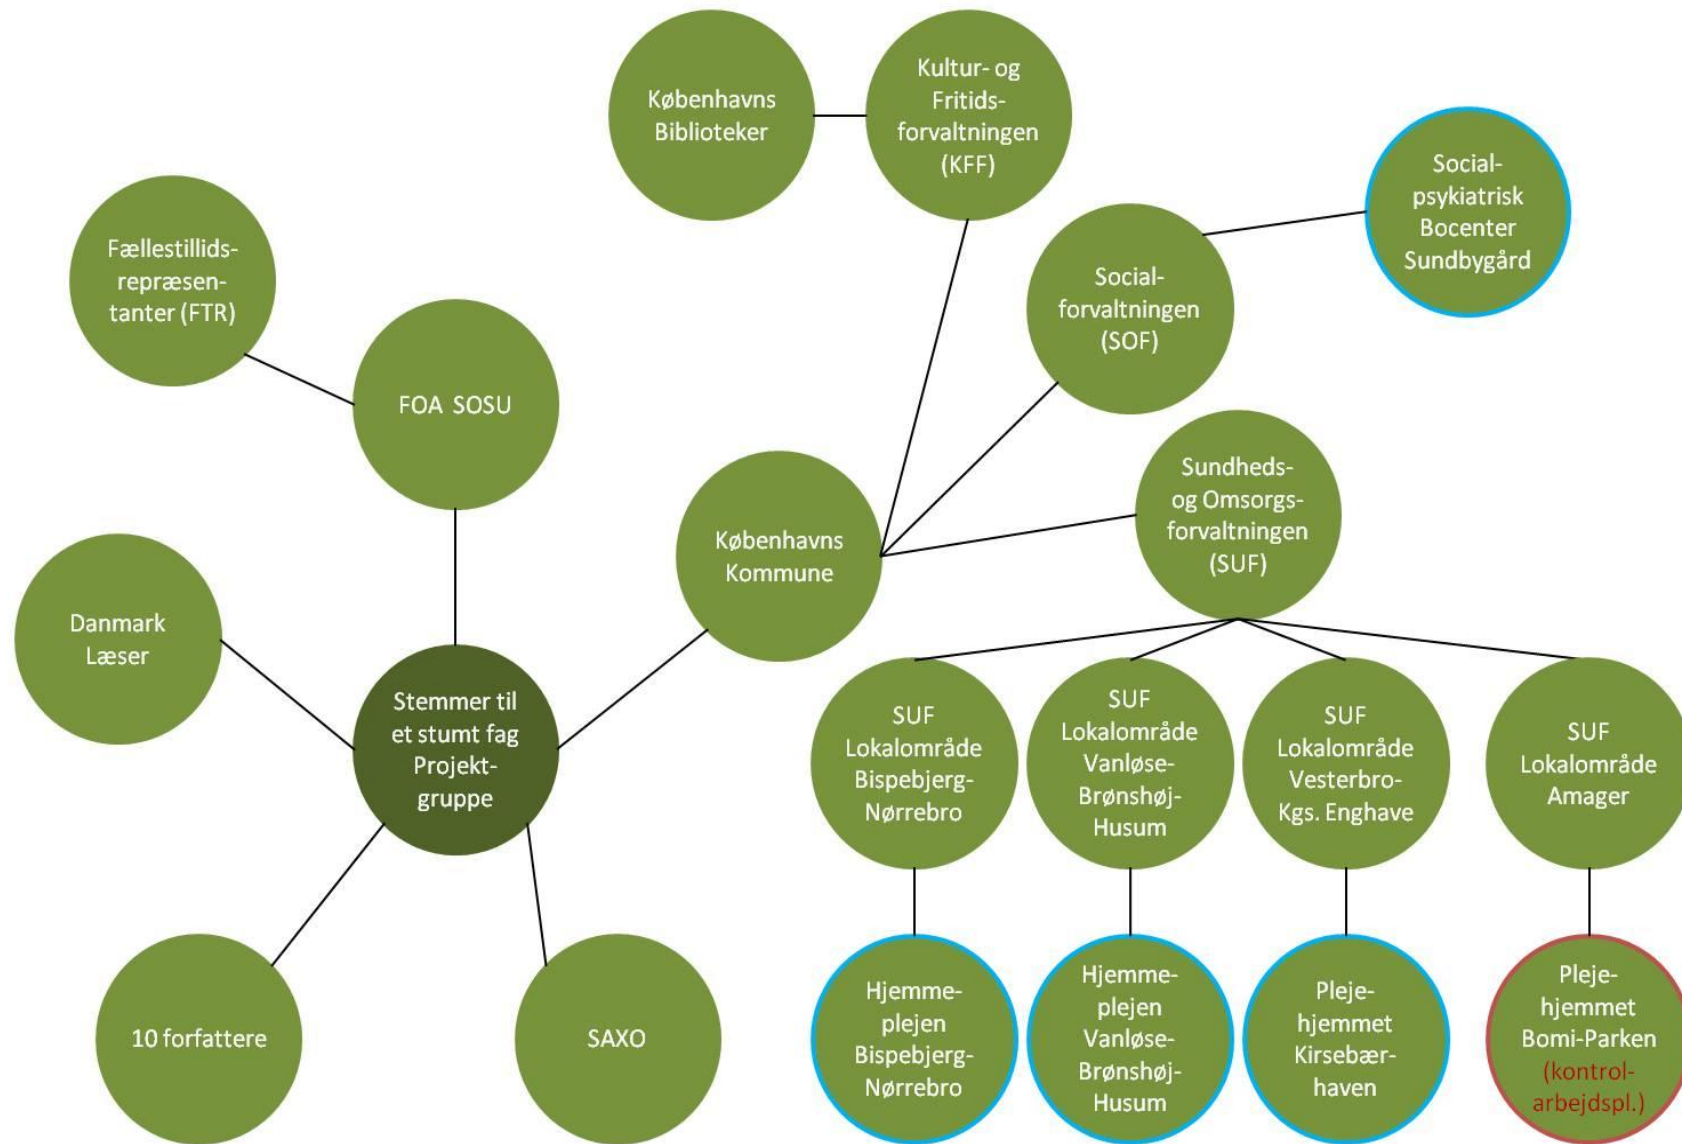 Københavns
Biblioteker
Kultur- og
Fritids-
forvaltningen
(KFF)
Social-
psykiatrisk
Bocenter
Sundbygård
Fællestillids-
repræsen-
tanter (FTR)
Social-
forvaltningen
(SOF)
FOA  SOSU
Sundheds-
og Omsorgs-
forvaltningen
(SUF)
Københavns
Kommune
Danmark
Læser
Stemmer til
et stumt fag
Projekt-
gruppe
SUF
Lokalområde
Bispebjerg-
Nørrebro
SUF
Lokalområde
Vanløse-
Brønshøj-
Husum
SUF
Lokalområde
Vesterbro-
Kgs. Enghave
SUF
Lokalområde
Amager
10 forfattere
SAXO
Hjemme-
plejen
Bispebjerg-
Nørrebro
Hjemme-
plejen
Vanløse-
Brønshøj-
Husum
Pleje-
hjemmet
Kirsebær-
haven
Pleje-
hjemmet
Bomi-Parken
(kontrol-
arbejdspl.)